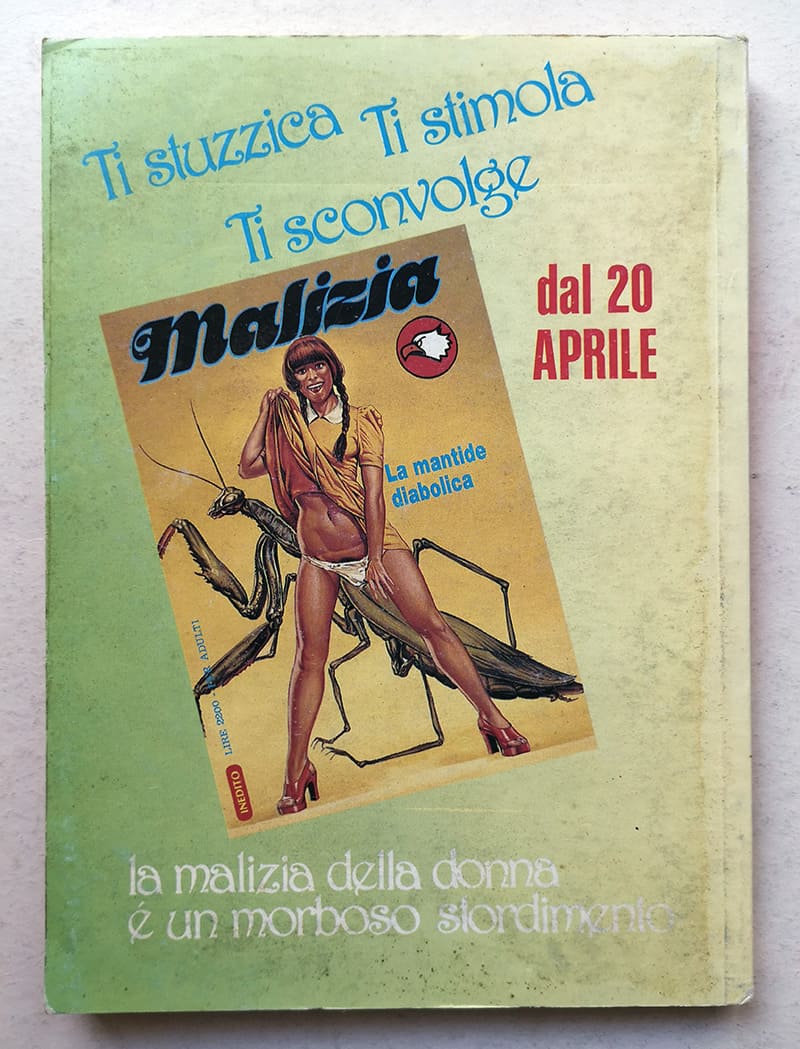 Ti stuzzica Ti stimola
Ti sconvolge
dal 20
APRILE
Malizia
La mantide
diabolica
LIRE 2200 - PER ADULTI
INEDITO
la malizia della donna
é un morboso stordimento